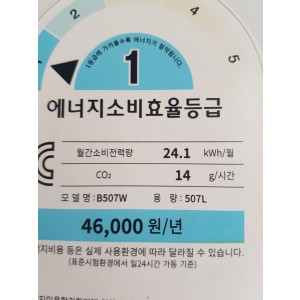 2
4
5
1등급에 가까울수록 에너지가 절약됩니다.
1
에너지소비효율등급
월간소비전력량 24.1 kWh/월
CO₂ 14 g/시간
모 델 명 : B507W 용 량 : 507L
46,000 원/년
지비용 등은 실제 사용환경에 따라 달라질 수 있습니다.
(표준시험환경에서 일24시간 가동 기준)